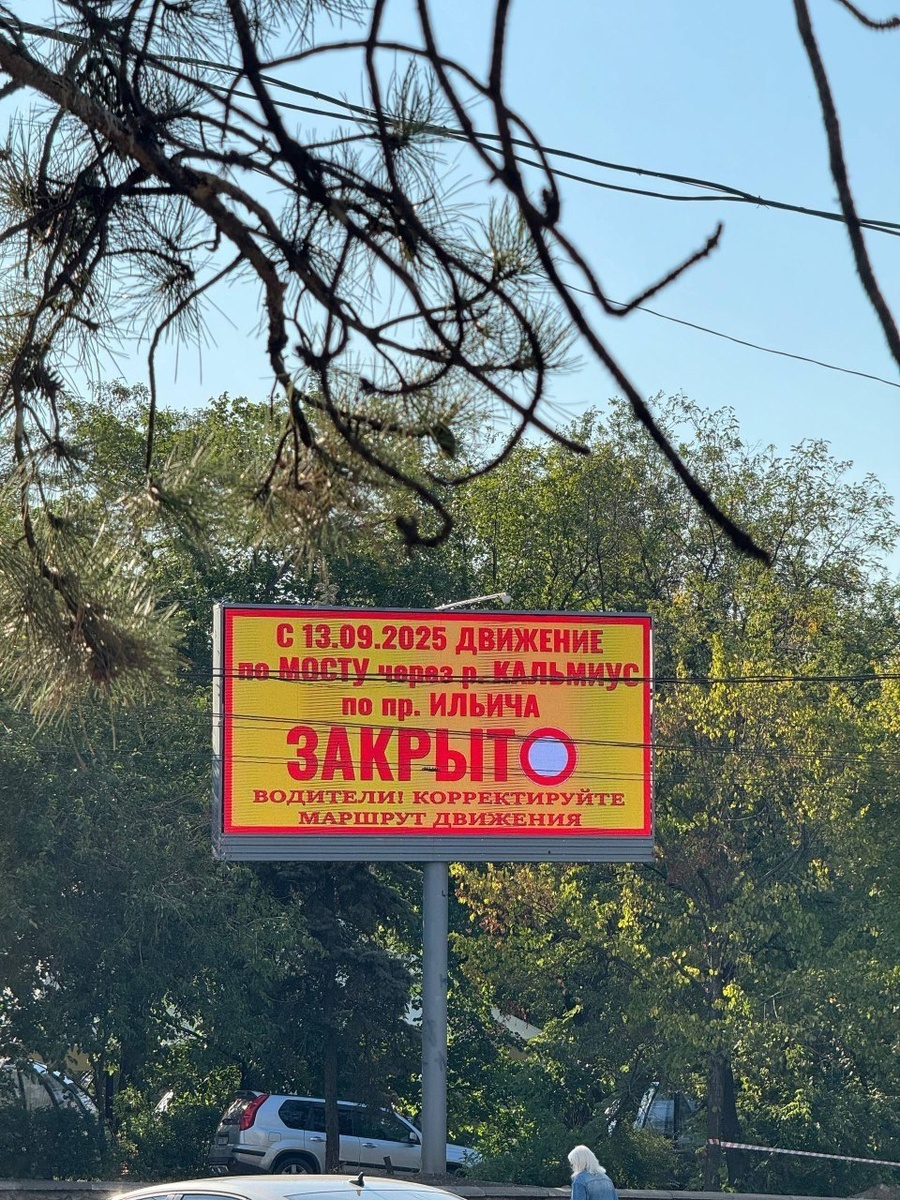 С 13.09.2025 ДВИЖЕНИЕ
по МОСТУ через р. КАЛЬМИУС
по пр. ИЛЬИЧА
ЗАКРЫТО
ВОДИТЕЛИ! КОРРЕКТИРУЙТЕ
МАРШРУТ ДВИЖЕНИЯ